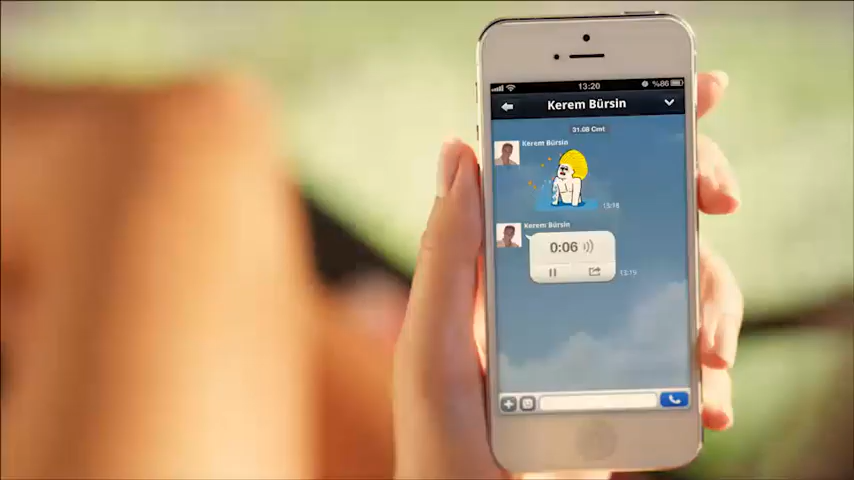 13:20
%86
Kerem Bürsin
31.08 Cmt
Kerem Bürsin
13:18
Kerem Bürsin
0:06
13:19